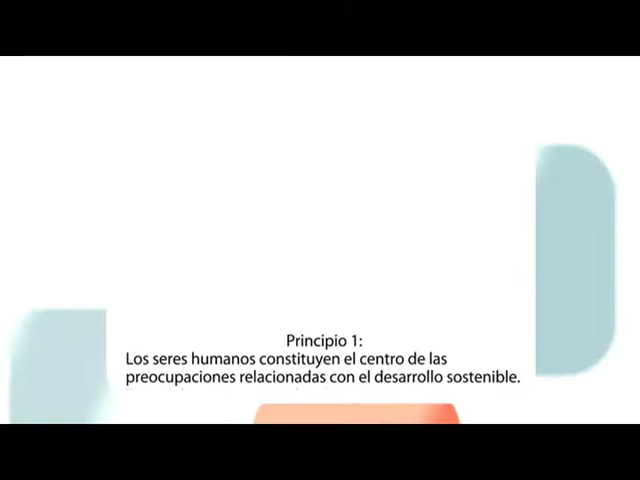 Principio 1:
Los seres humanos constituyen el centro de las
preocupaciones relacionadas con el desarrollo sostenible.